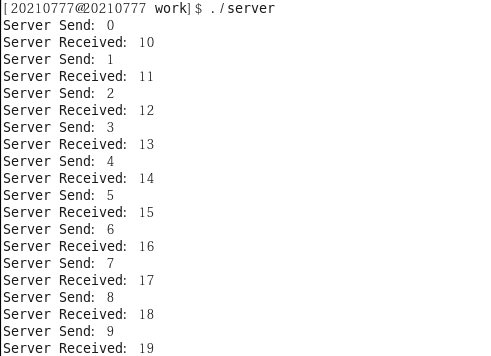 [20210777@20210777 work]$ ./server
Server Send: 0
Server Received: 10
Server Send: 1
Server Received: 11
Server Send: 2
Server Received: 12
Server Send: 3
Server Received: 13
Server Send: 4
Server Received: 14
Server Send: 5
Server Received: 15
Server Send: 6
Server Received: 16
Server Send: 7
Server Received: 17
Server Send: 8
Server Received: 18
Server Send: 9
Server Received: 19